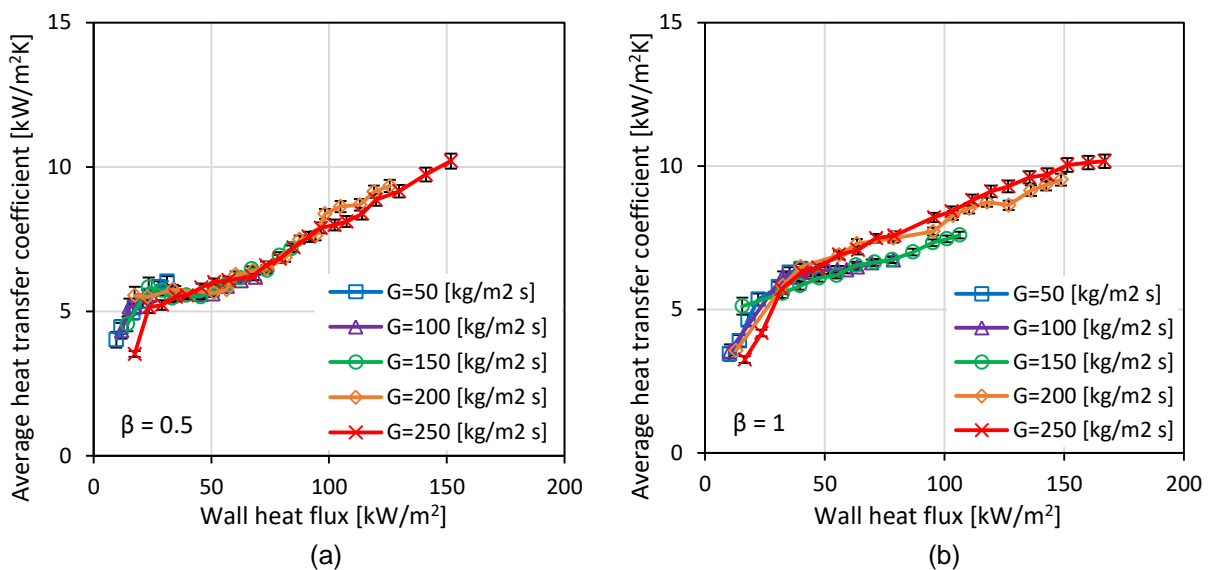 Average heat transfer coefficient [kW/m²K]
15
10
5
0
G=50 [kg/m2 s]
G=100 [kg/m2 s]
G=150 [kg/m2 s]
G=200 [kg/m2 s]
G=250 [kg/m2 s]
β = 0.5
0 50 100 150 200
Wall heat flux [kW/m²]
(a)
Average heat transfer coefficient [kW/m²K]
15
10
5
0
G=50 [kg/m2 s]
G=100 [kg/m2 s]
G=150 [kg/m2 s]
G=200 [kg/m2 s]
G=250 [kg/m2 s]
β = 1
0 50 100 150 200
Wall heat flux [kW/m²]
(b)